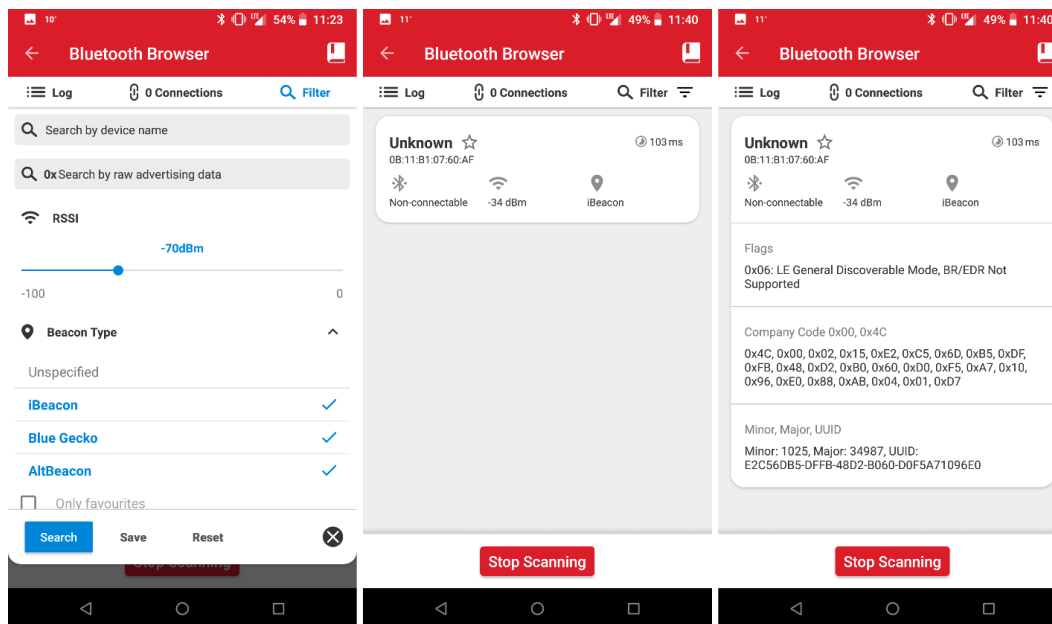 10°
LTE 54% 11:23
Bluetooth Browser
Log
0 Connections
Filter
Search by device name
0x Search by raw advertising data
RSSI
-70dBm
-100
0
Beacon Type
Unspecified
iBeacon
Blue Gecko
AltBeacon
Only favourites
Search
Save
Reset
Stop Scanning
11°
LTE 49% 11:40
Bluetooth Browser
Log
0 Connections
Filter
Unknown
103 ms
0B:11:B1:07:60:AF
Non-connectable
-34 dBm
iBeacon
Stop Scanning
11°
LTE 49% 11:40
Bluetooth Browser
Log
0 Connections
Filter
Unknown
103 ms
0B:11:B1:07:60:AF
Non-connectable
-34 dBm
iBeacon
Flags
0x06: LE General Discoverable Mode, BR/EDR Not
Supported
Company Code 0x00, 0x4C
0x4C, 0x00, 0x02, 0x15, 0xE2, 0xC5, 0x6D, 0xB5, 0xDF,
0xFB, 0x48, 0xD2, 0xB0, 0x60, 0xD0, 0xF5, 0xA7, 0x10,
0x96, 0xE0, 0x88, 0xAB, 0x04, 0x01, 0xD7
Minor, Major, UUID
Minor: 1025, Major: 34987, UUID:
E2C56DB5-DFFB-48D2-B060-D0F5A71096E0
Stop Scanning